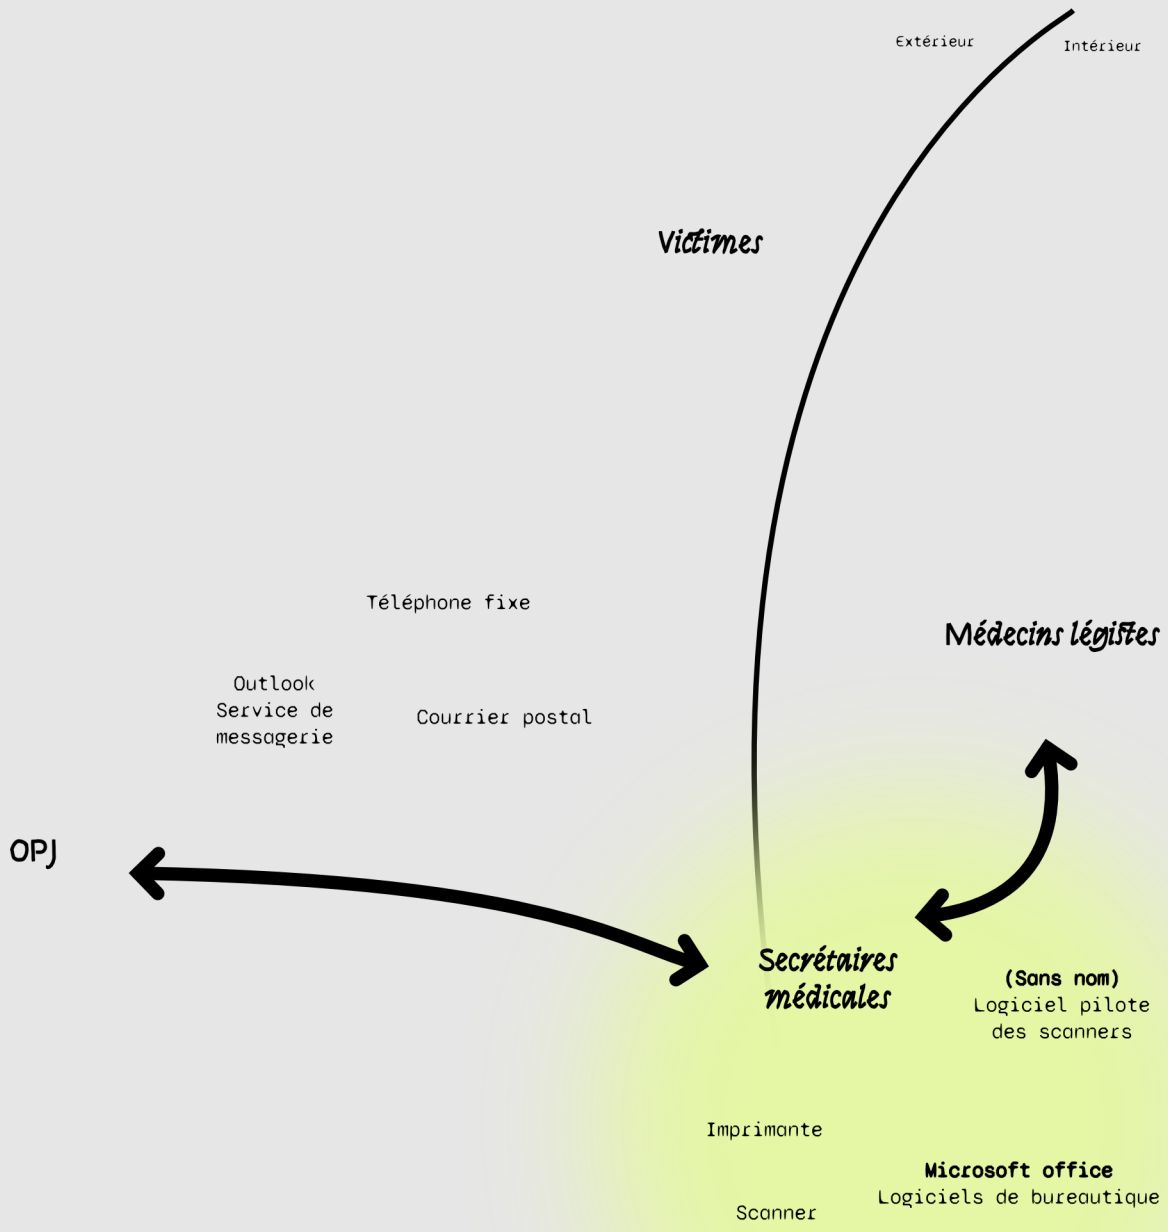 Extérieur
Intérieur
Victimes
Téléphone fixe
Médecins légistes
Outlook
Service de
messagerie
Courrier postal
OPJ
Secrétaires
médicales
(Sans nom)
Logiciel pilote
des scanners
Imprimante
Microsoft office
Logiciels de bureautique
Scanner